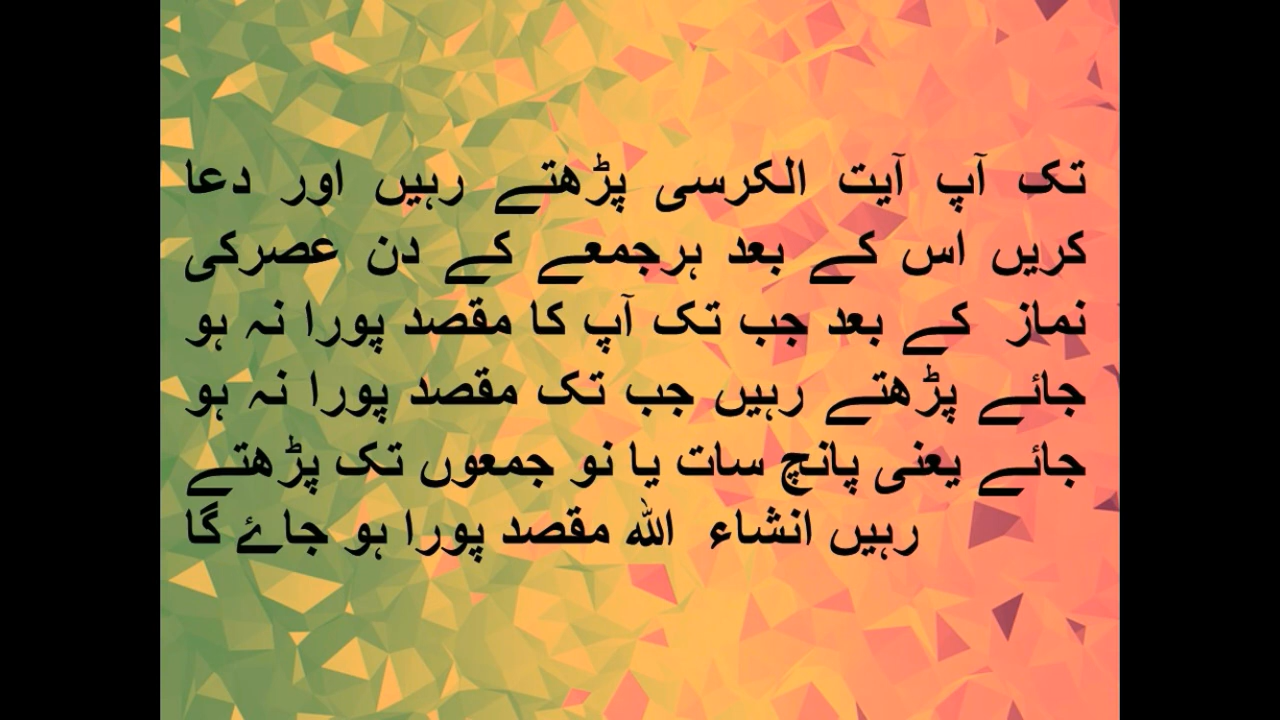 تک آپ آیت الکرسی پڑھتے رہیں اور دعا
کریں اس کے بعد ہرجمعے کے دن عصرکی
نماز کے بعد جب تک آپ کا مقصد پورا نہ ہو
جائے پڑھتے رہیں جب تک مقصد پورا نہ ہو
جائے یعنی پانچ سات یا نو جمعوں تک پڑھتے
رہیں انشاء الله مقصد پورا ہو جاۓ گا